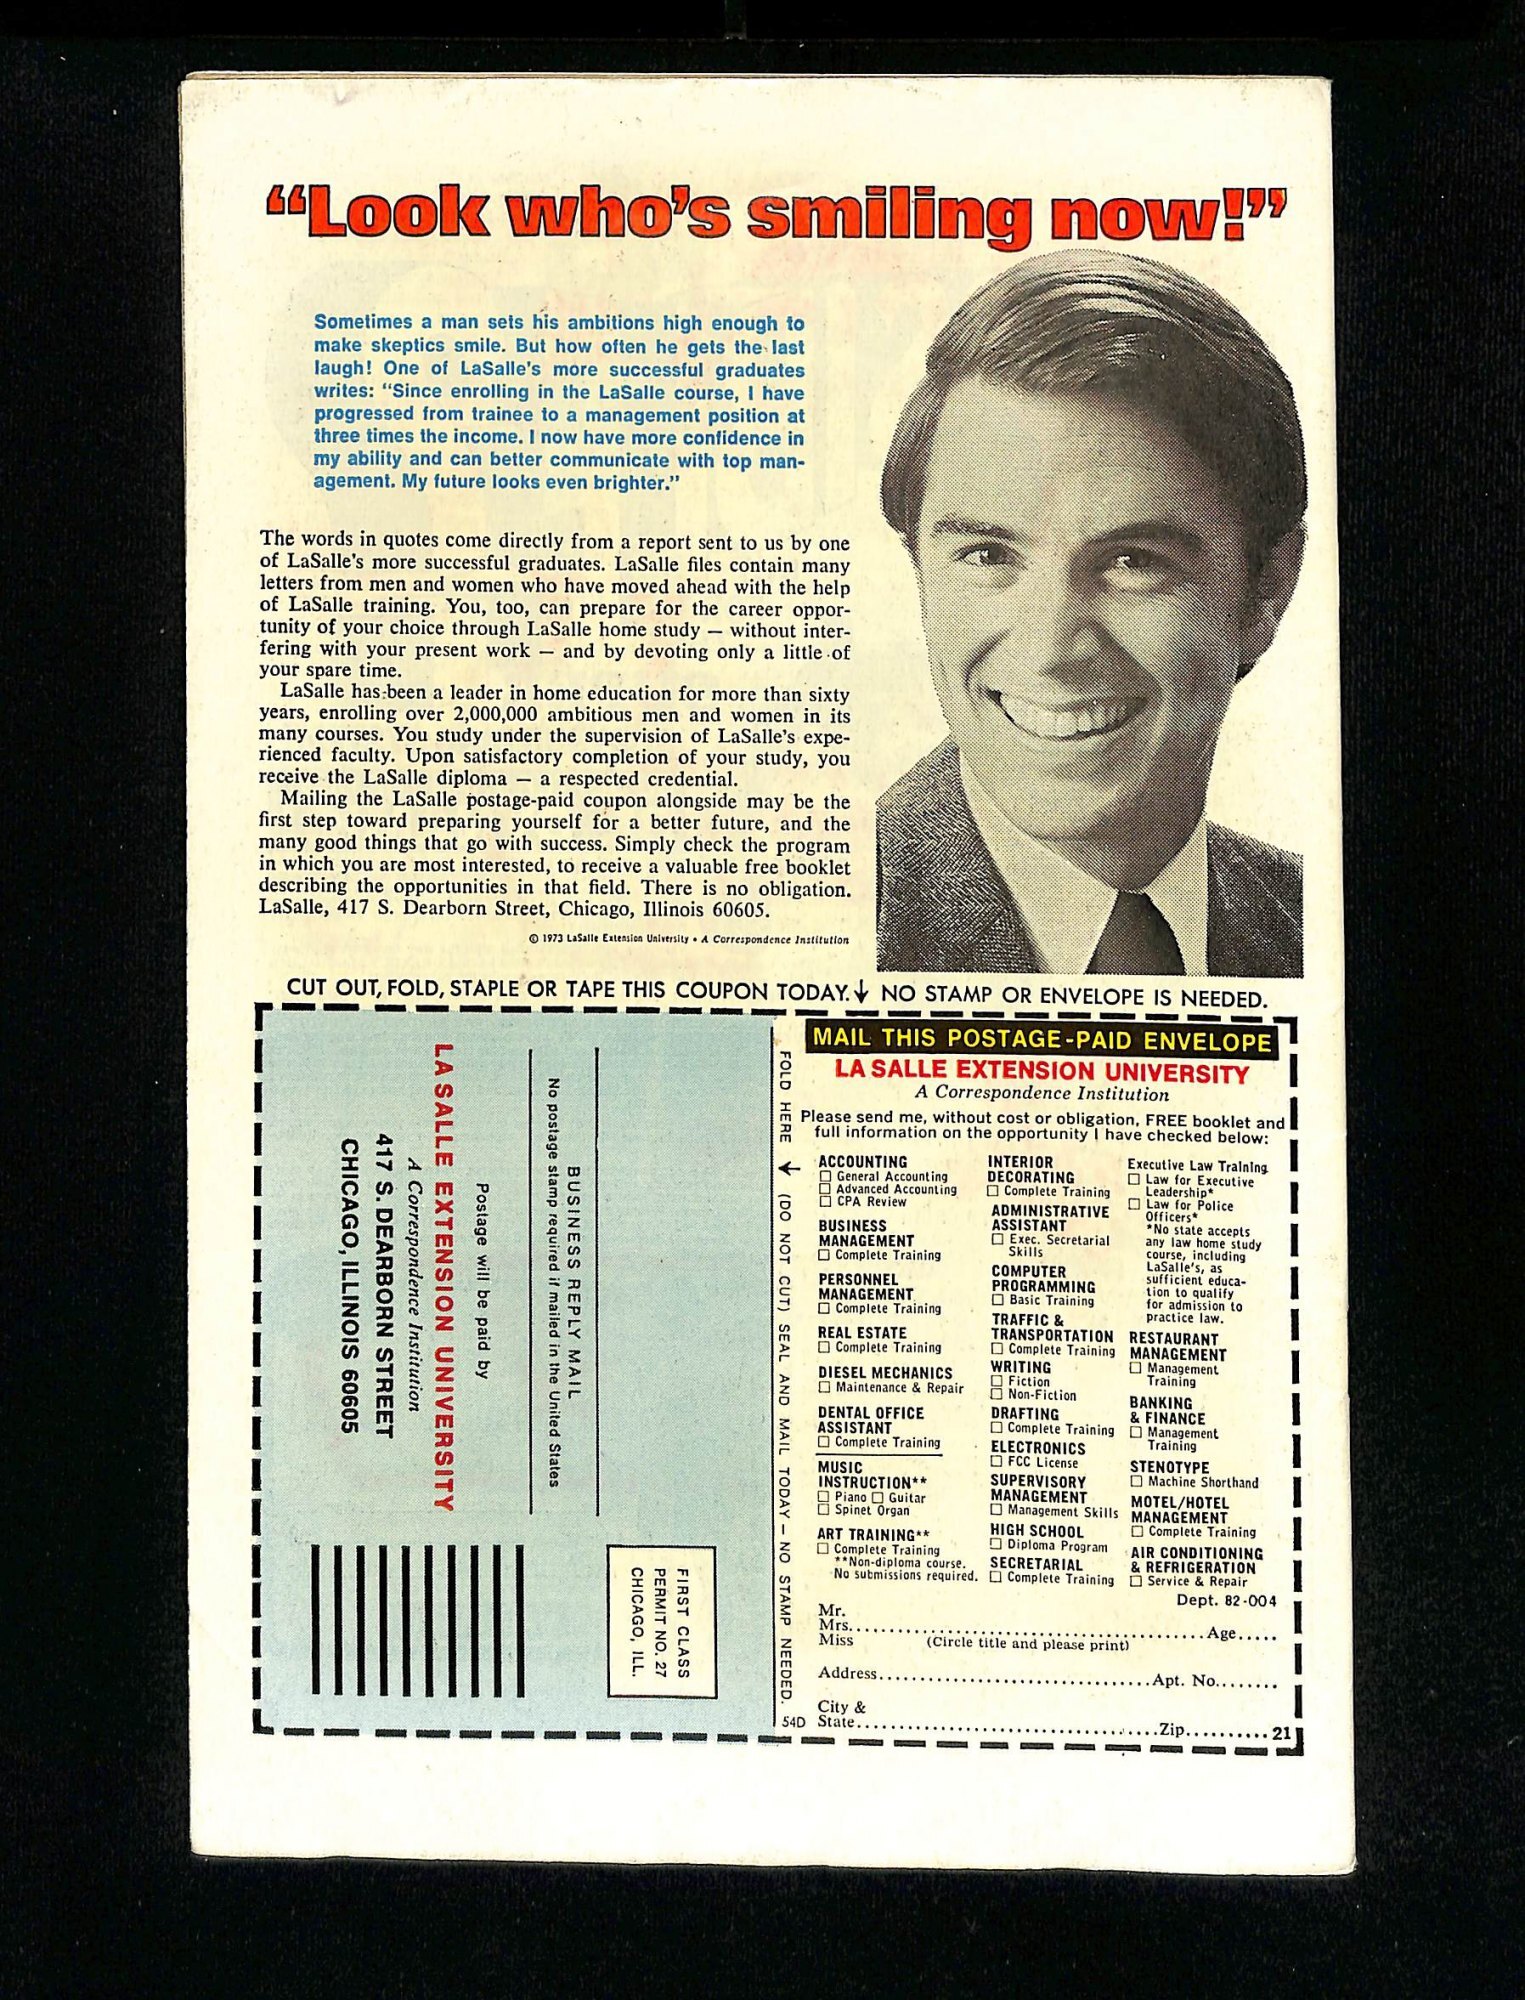 “Look who’s smiling now!”
Sometimes a man sets his ambitions high enough to
make skeptics smile. But how often he gets the last
laugh! One of LaSalle's more successful graduates
writes: “Since enrolling in the LaSalle course, I have
progressed from trainee to a management position at
three times the income. I now have more confidence in
my ability and can better communicate with top man-
agement. My future looks even brighter.”
The words in quotes come directly from a report sent to us by one
of LaSalle's more successful graduates. LaSalle files contain many
letters from men and women who have moved ahead with the help
of LaSalle training. You, too, can prepare for the career oppor-
tunity of your choice through LaSalle home study — without inter-
fering with your present work — and by devoting only a little of
your spare time.
LaSalle has been a leader in home education for more than sixty
years, enrolling over 2,000,000 ambitious men and women in its
many courses. You study under the supervision of LaSalle's expe-
rienced faculty. Upon satisfactory completion of your study, you
receive the LaSalle diploma — a respected credential.
Mailing the LaSalle postage-paid coupon alongside may be the
first step toward preparing yourself for a better future, and the
many good things that go with success. Simply check the program
in which you are most interested, to receive a valuable free booklet
describing the opportunities in that field. There is no obligation.
LaSalle, 417 S. Dearborn Street, Chicago, Illinois 60605.
© 1973 LaSalle Extension University • A Correspondence Institution
CUT OUT, FOLD, STAPLE OR TAPE THIS COUPON TODAY. ↓ NO STAMP OR ENVELOPE IS NEEDED.
FIRST CLASS
PERMIT NO. 27
CHICAGO, ILL.
BUSINESS REPLY MAIL
No postage stamp required if mailed in the United States
Postage will be paid by
LA SALLE EXTENSION UNIVERSITY
A Correspondence Institution
417 S. DEARBORN STREET
CHICAGO, ILLINOIS 60605
FOLD HERE ↓ (DO NOT CUT) SEAL AND MAIL TODAY – NO STAMP NEEDED.
54D
MAIL THIS POSTAGE-PAID ENVELOPE
LA SALLE EXTENSION UNIVERSITY
A Correspondence Institution
Please send me, without cost or obligation, FREE booklet and
full information on the opportunity I have checked below:
ACCOUNTING
☐ General Accounting
☐ Advanced Accounting
☐ CPA Review
BUSINESS
MANAGEMENT
☐ Complete Training
PERSONNEL
MANAGEMENT
☐ Complete Training
REAL ESTATE
☐ Complete Training
DIESEL MECHANICS
☐ Maintenance & Repair
DENTAL OFFICE
ASSISTANT
☐ Complete Training
MUSIC
INSTRUCTION**
☐ Piano ☐ Guitar
☐ Spinet Organ
ART TRAINING**
☐ Complete Training
**Non-diploma course.
No submissions required.
INTERIOR
DECORATING
☐ Complete Training
ADMINISTRATIVE
ASSISTANT
☐ Exec. Secretarial
Skills
COMPUTER
PROGRAMMING
☐ Basic Training
TRAFFIC &
TRANSPORTATION
☐ Complete Training
WRITING
☐ Fiction
☐ Non-Fiction
DRAFTING
☐ Complete Training
ELECTRONICS
☐ FCC License
SUPERVISORY
MANAGEMENT
☐ Management Skills
HIGH SCHOOL
☐ Diploma Program
SECRETARIAL
☐ Complete Training
Executive Law Training
☐ Law for Executive
Leadership*
☐ Law for Police
Officers*
*No state accepts
any law home study
course, including
LaSalle's, as
sufficient educa-
tion to qualify
for admission to
practice law.
RESTAURANT
MANAGEMENT
☐ Management
Training
BANKING
& FINANCE
☐ Management
Training
STENOTYPE
☐ Machine Shorthand
MOTEL/HOTEL
MANAGEMENT
☐ Complete Training
AIR CONDITIONING
& REFRIGERATION
☐ Service & Repair
Dept. 82-004
Mr.
Mrs. Age
Miss (Circle title and please print)
Address Apt. No.
City &
State Zip 21